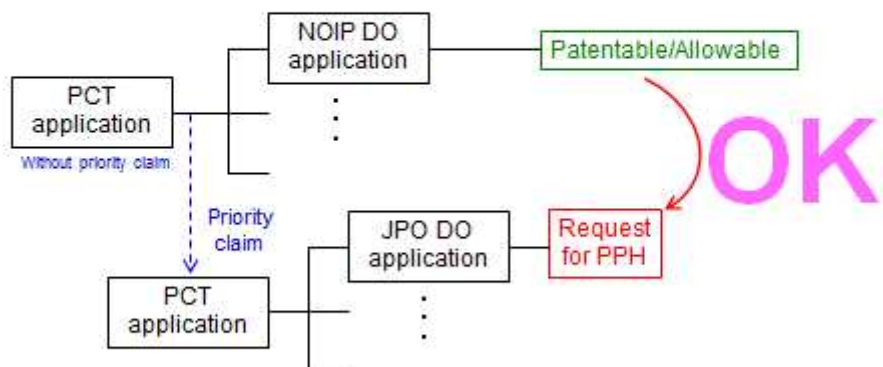 NOIP DO
application
Patentable/Allowable
PCT
application
Without priority claim
OK
Priority
claim
JPO DO
application
Request
for PPH
PCT
application